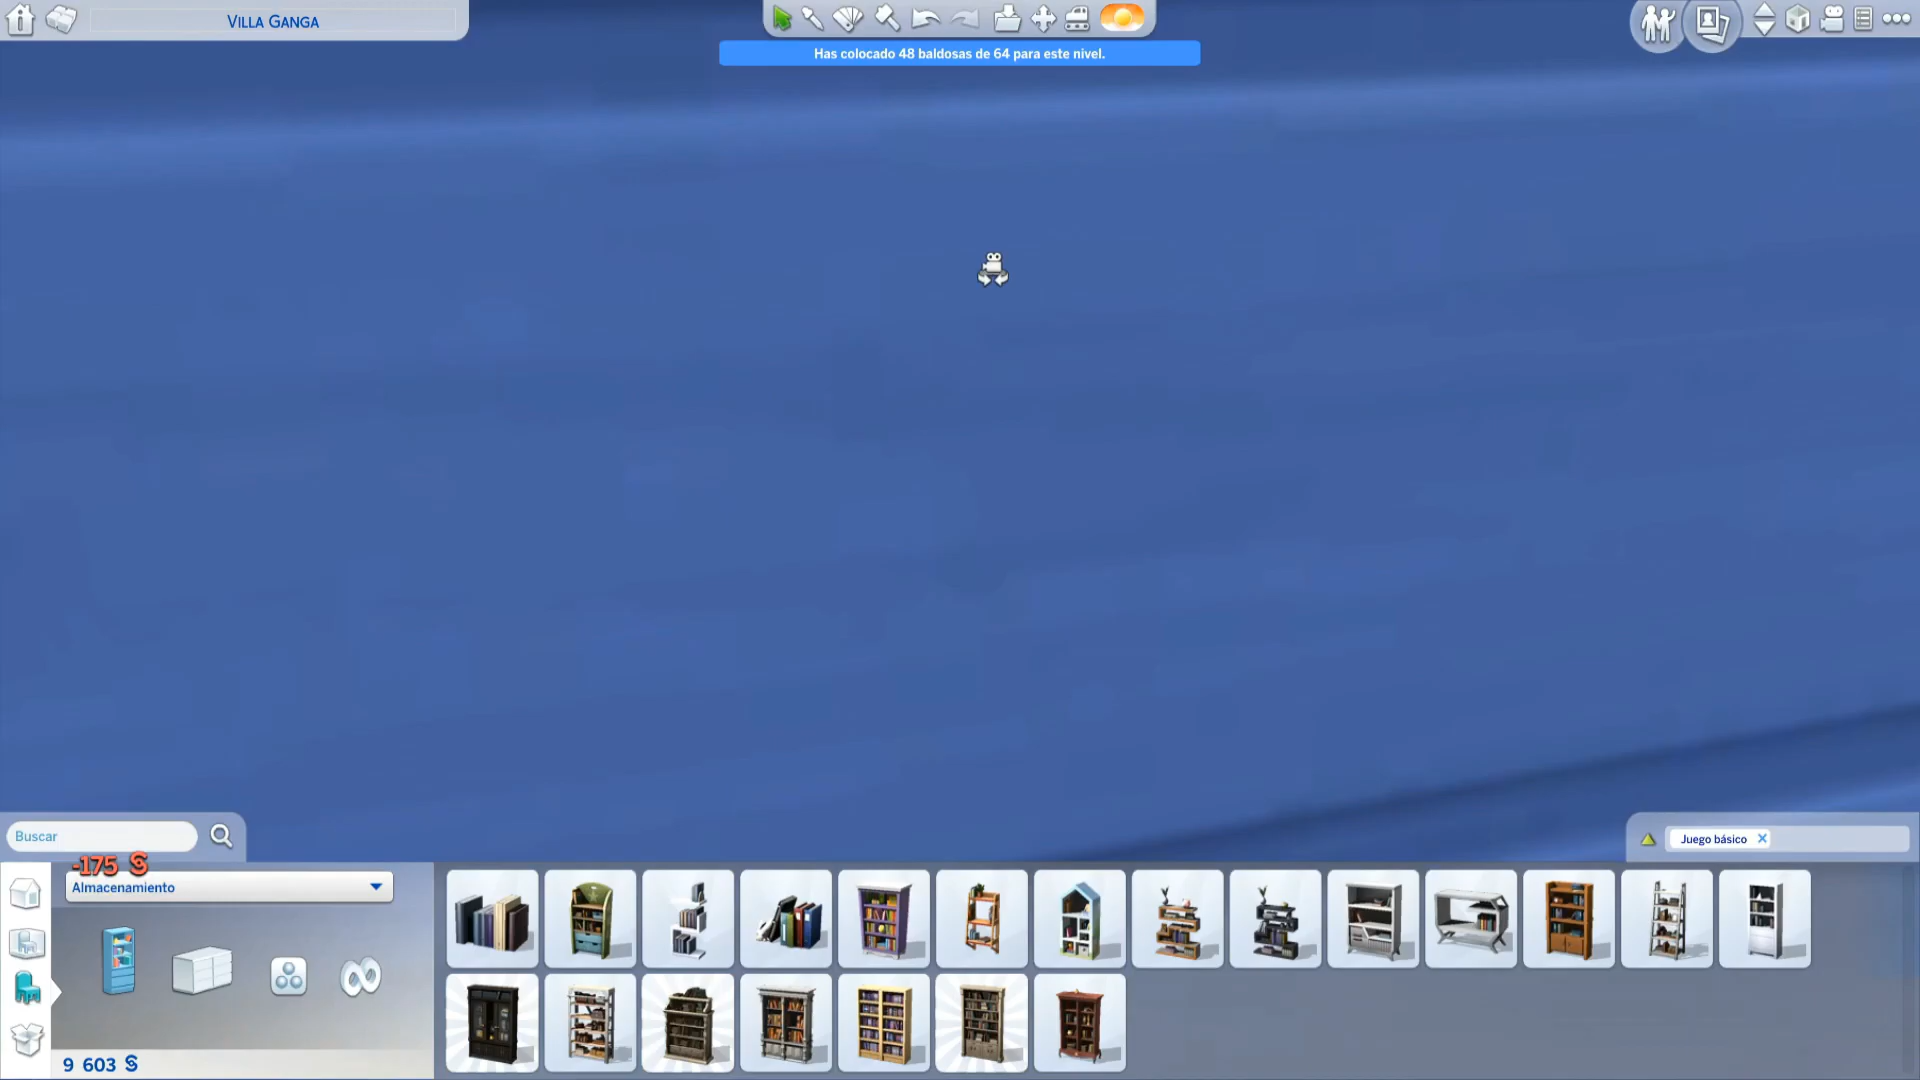 VILLA GANGA
Has colocado 48 baldosas de 64 para este nivel.
Buscar
Juego básico
-175
Almacenamiento
9 603